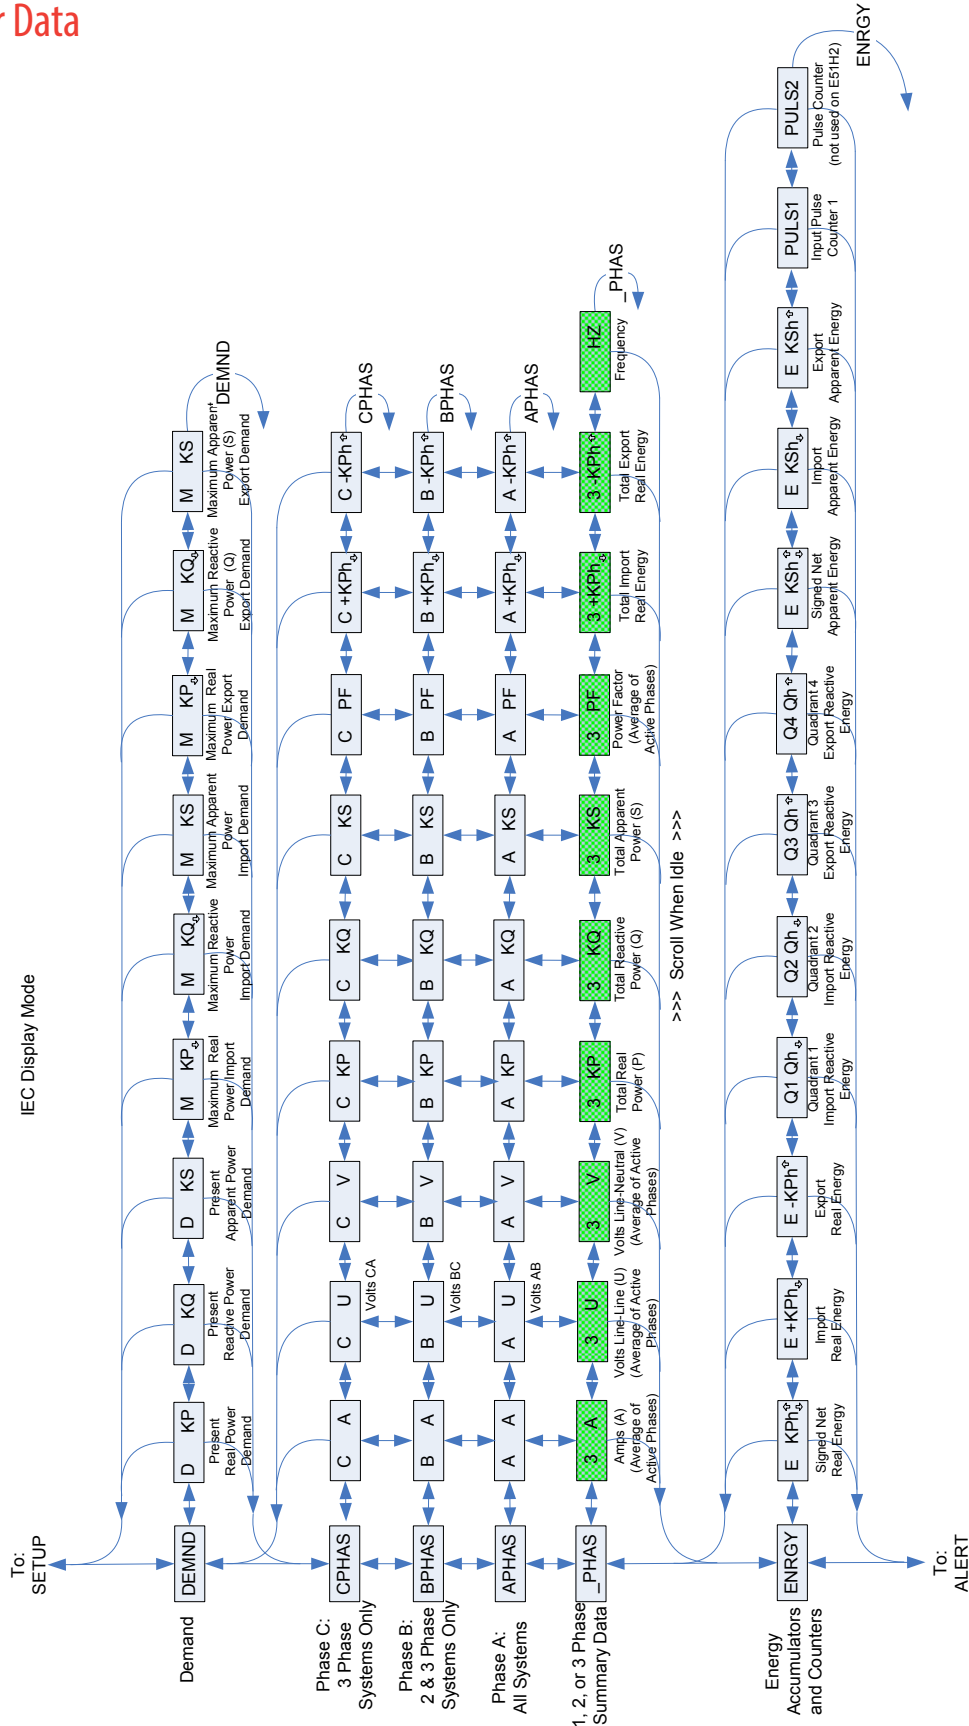 r Data
IEC Display Mode
To:
SETUP
Demand
DEMND
D KP
Present
Real Power
Demand
D KQ
Present
Reactive Power
Demand
D KS
Present
Apparent Power
Demand
M KP
Maximum Real
Power Import
Demand
M KQ
Maximum Reactive
Power
Import Demand
M KS
Maximum Apparent
Power
Import Demand
M KP
Maximum Real
Power Export
Demand
M KQ
Maximum Reactive
Power (Q)
Export Demand
M KS
Maximum Apparent
Power (S)
Export Demand
DEMND
Phase C:
3 Phase
Systems Only
CPHAS
C A
C U
Volts CA
C V
C KP
C KQ
C KS
C PF
C +KPh
C -KPh
CPHAS
Phase B:
2 & 3 Phase
Systems Only
BPHAS
B A
B U
Volts BC
B V
B KP
B KQ
B KS
B PF
B +KPh
B -KPh
BPHAS
Phase A:
All Systems
APHAS
A A
A U
Volts AB
A V
A KP
A KQ
A KS
A PF
A +KPh
A -KPh
APHAS
1, 2, or 3 Phase
Summary Data
_PHAS
3 A
Amps (A)
(Average of
Active Phases)
3 U
Volts Line-Line (U)
(Average of Active
Phases)
3 V
Volts Line-Neutral (V)
(Average of Active
Phases)
3 KP
Total Real
Power (P)
3 KQ
Total Reactive
Power (Q)
3 KS
Total Apparent
Power (S)
3 PF
Power Factor
(Average of
Active Phases)
3 +KPh
Total Import
Real Energy
3 -KPh
Total Export
Real Energy
HZ
Frequency
_PHAS
>>> Scroll When Idle >>>
Energy
Accumulators
and Counters
ENRGY
E KPh
Signed Net
Real Energy
E +KPh
Import
Real Energy
E -KPh
Export
Real Energy
Q1 Qh
Quadrant 1
Import Reactive
Energy
Q2 Qh
Quadrant 2
Import Reactive
Energy
Q3 Qh
Quadrant 3
Export Reactive
Energy
Q4 Qh
Quadrant 4
Export Reactive
Energy
E KSh
Signed Net
Apparent Energy
E KSh
Import
Apparent Energy
E KSh
Export
Apparent Energy
PULS1
Input Pulse
Counter 1
PULS2
Pulse Counter
(not used on E51H2)
ENRGY
To:
ALERT